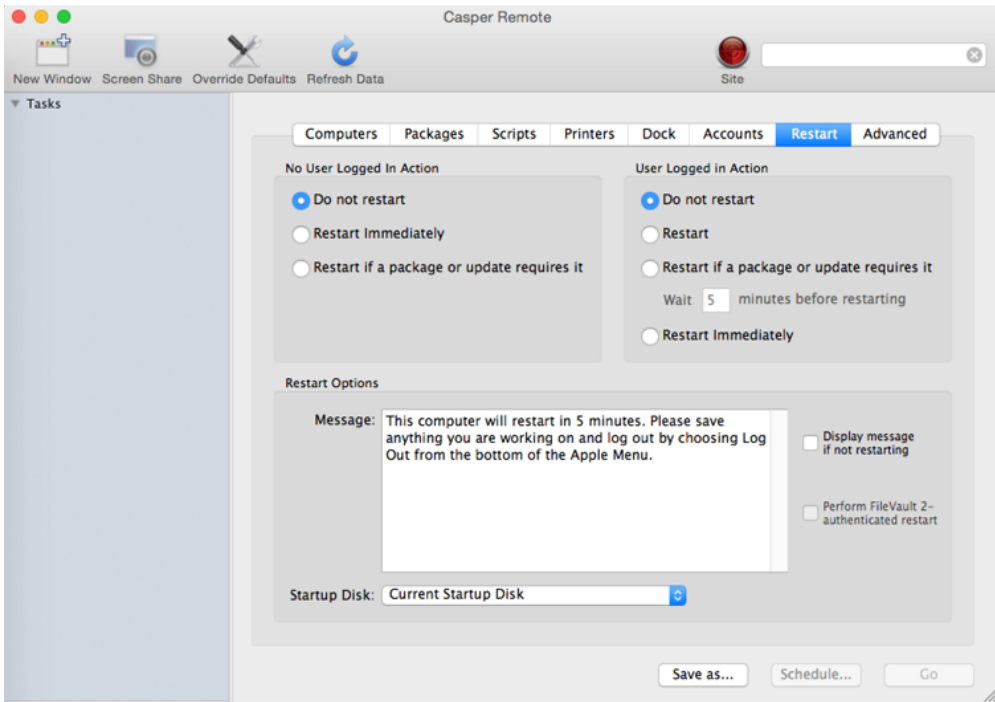 Casper Remote
New Window Screen Share Override Defaults Refresh Data Site
Tasks
Computers Packages Scripts Printers Dock Accounts Restart Advanced
No User Logged In Action
Do not restart
Restart Immediately
Restart if a package or update requires it
User Logged in Action
Do not restart
Restart
Restart if a package or update requires it
Wait 5 minutes before restarting
Restart Immediately
Restart Options
Message:
This computer will restart in 5 minutes. Please save
anything you are working on and log out by choosing Log
Out from the bottom of the Apple Menu.
Display message
if not restarting
Perform FileVault 2-
authenticated restart
Startup Disk: Current Startup Disk
Save as... Schedule... Go